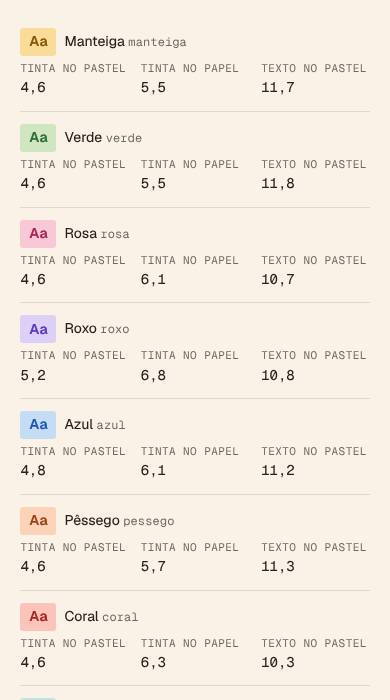 Aa Manteiga manteiga
TINTA NO PASTEL TINTA NO PAPEL TEXTO NO PASTEL
4,6 5,5 11,7
Aa Verde verde
TINTA NO PASTEL TINTA NO PAPEL TEXTO NO PASTEL
4,6 5,5 11,8
Aa Rosa rosa
TINTA NO PASTEL TINTA NO PAPEL TEXTO NO PASTEL
4,6 6,1 10,7
Aa Roxo roxo
TINTA NO PASTEL TINTA NO PAPEL TEXTO NO PASTEL
5,2 6,8 10,8
Aa Azul azul
TINTA NO PASTEL TINTA NO PAPEL TEXTO NO PASTEL
4,8 6,1 11,2
Aa Pêssego pessego
TINTA NO PASTEL TINTA NO PAPEL TEXTO NO PASTEL
4,6 5,7 11,3
Aa Coral coral
TINTA NO PASTEL TINTA NO PAPEL TEXTO NO PASTEL
4,6 6,3 10,3